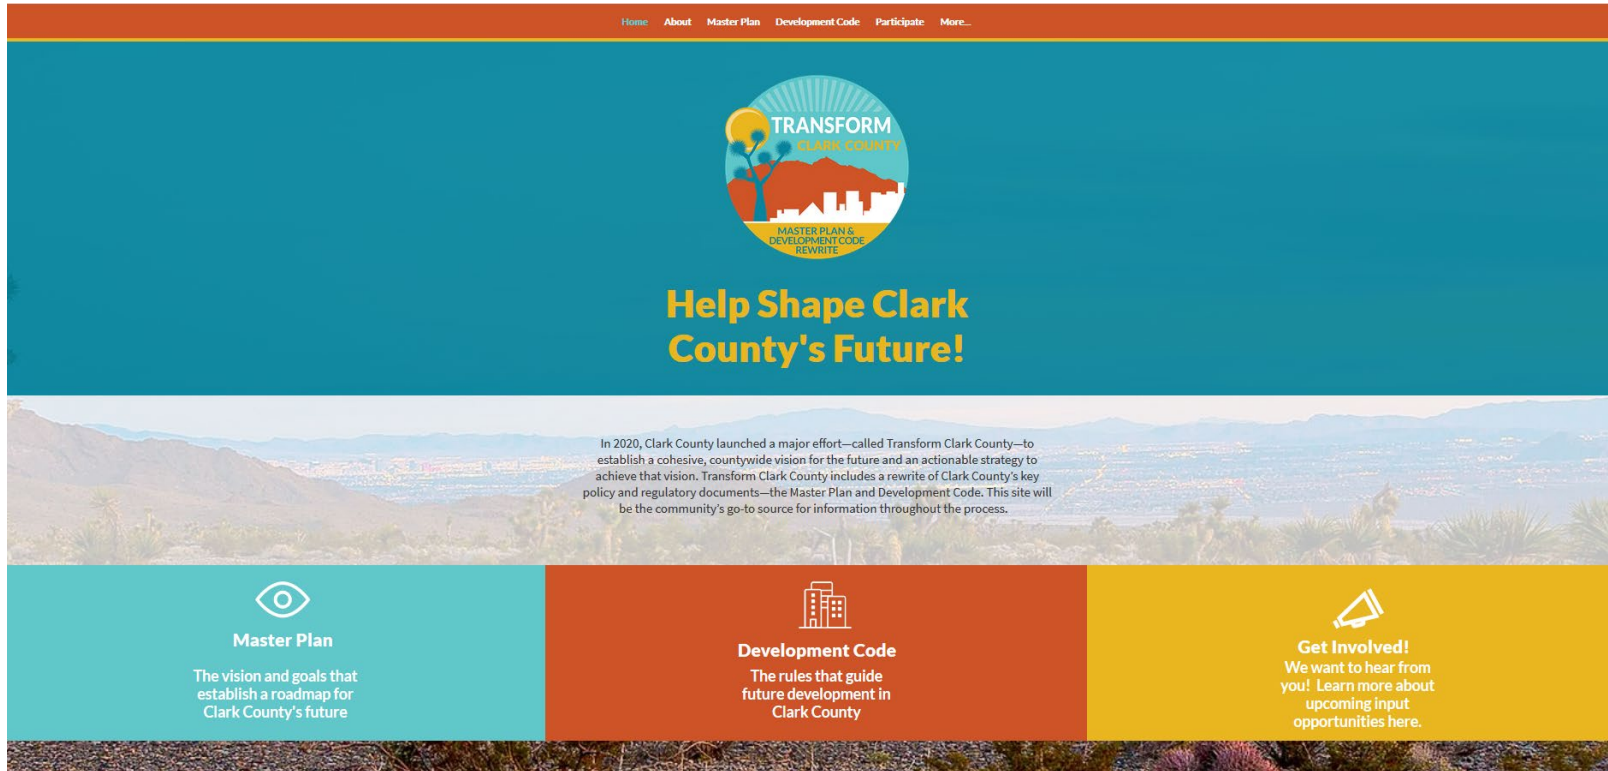 Home About Master Plan Development Code Participate More...
TRANSFORM
CLARK COUNTY
MASTER PLAN &
DEVELOPMENT CODE
REWRITE
Help Shape Clark
County's Future!
In 2020, Clark County launched a major effort—called Transform Clark County—to
establish a cohesive, countywide vision for the future and an actionable strategy to
achieve that vision. Transform Clark County includes a rewrite of Clark County's key
policy and regulatory documents—the Master Plan and Development Code. This site will
be the community's go-to source for information throughout the process.
Master Plan
The vision and goals that
establish a roadmap for
Clark County's future
Development Code
The rules that guide
future development in
Clark County
Get Involved!
We want to hear from
you! Learn more about
upcoming input
opportunities here.